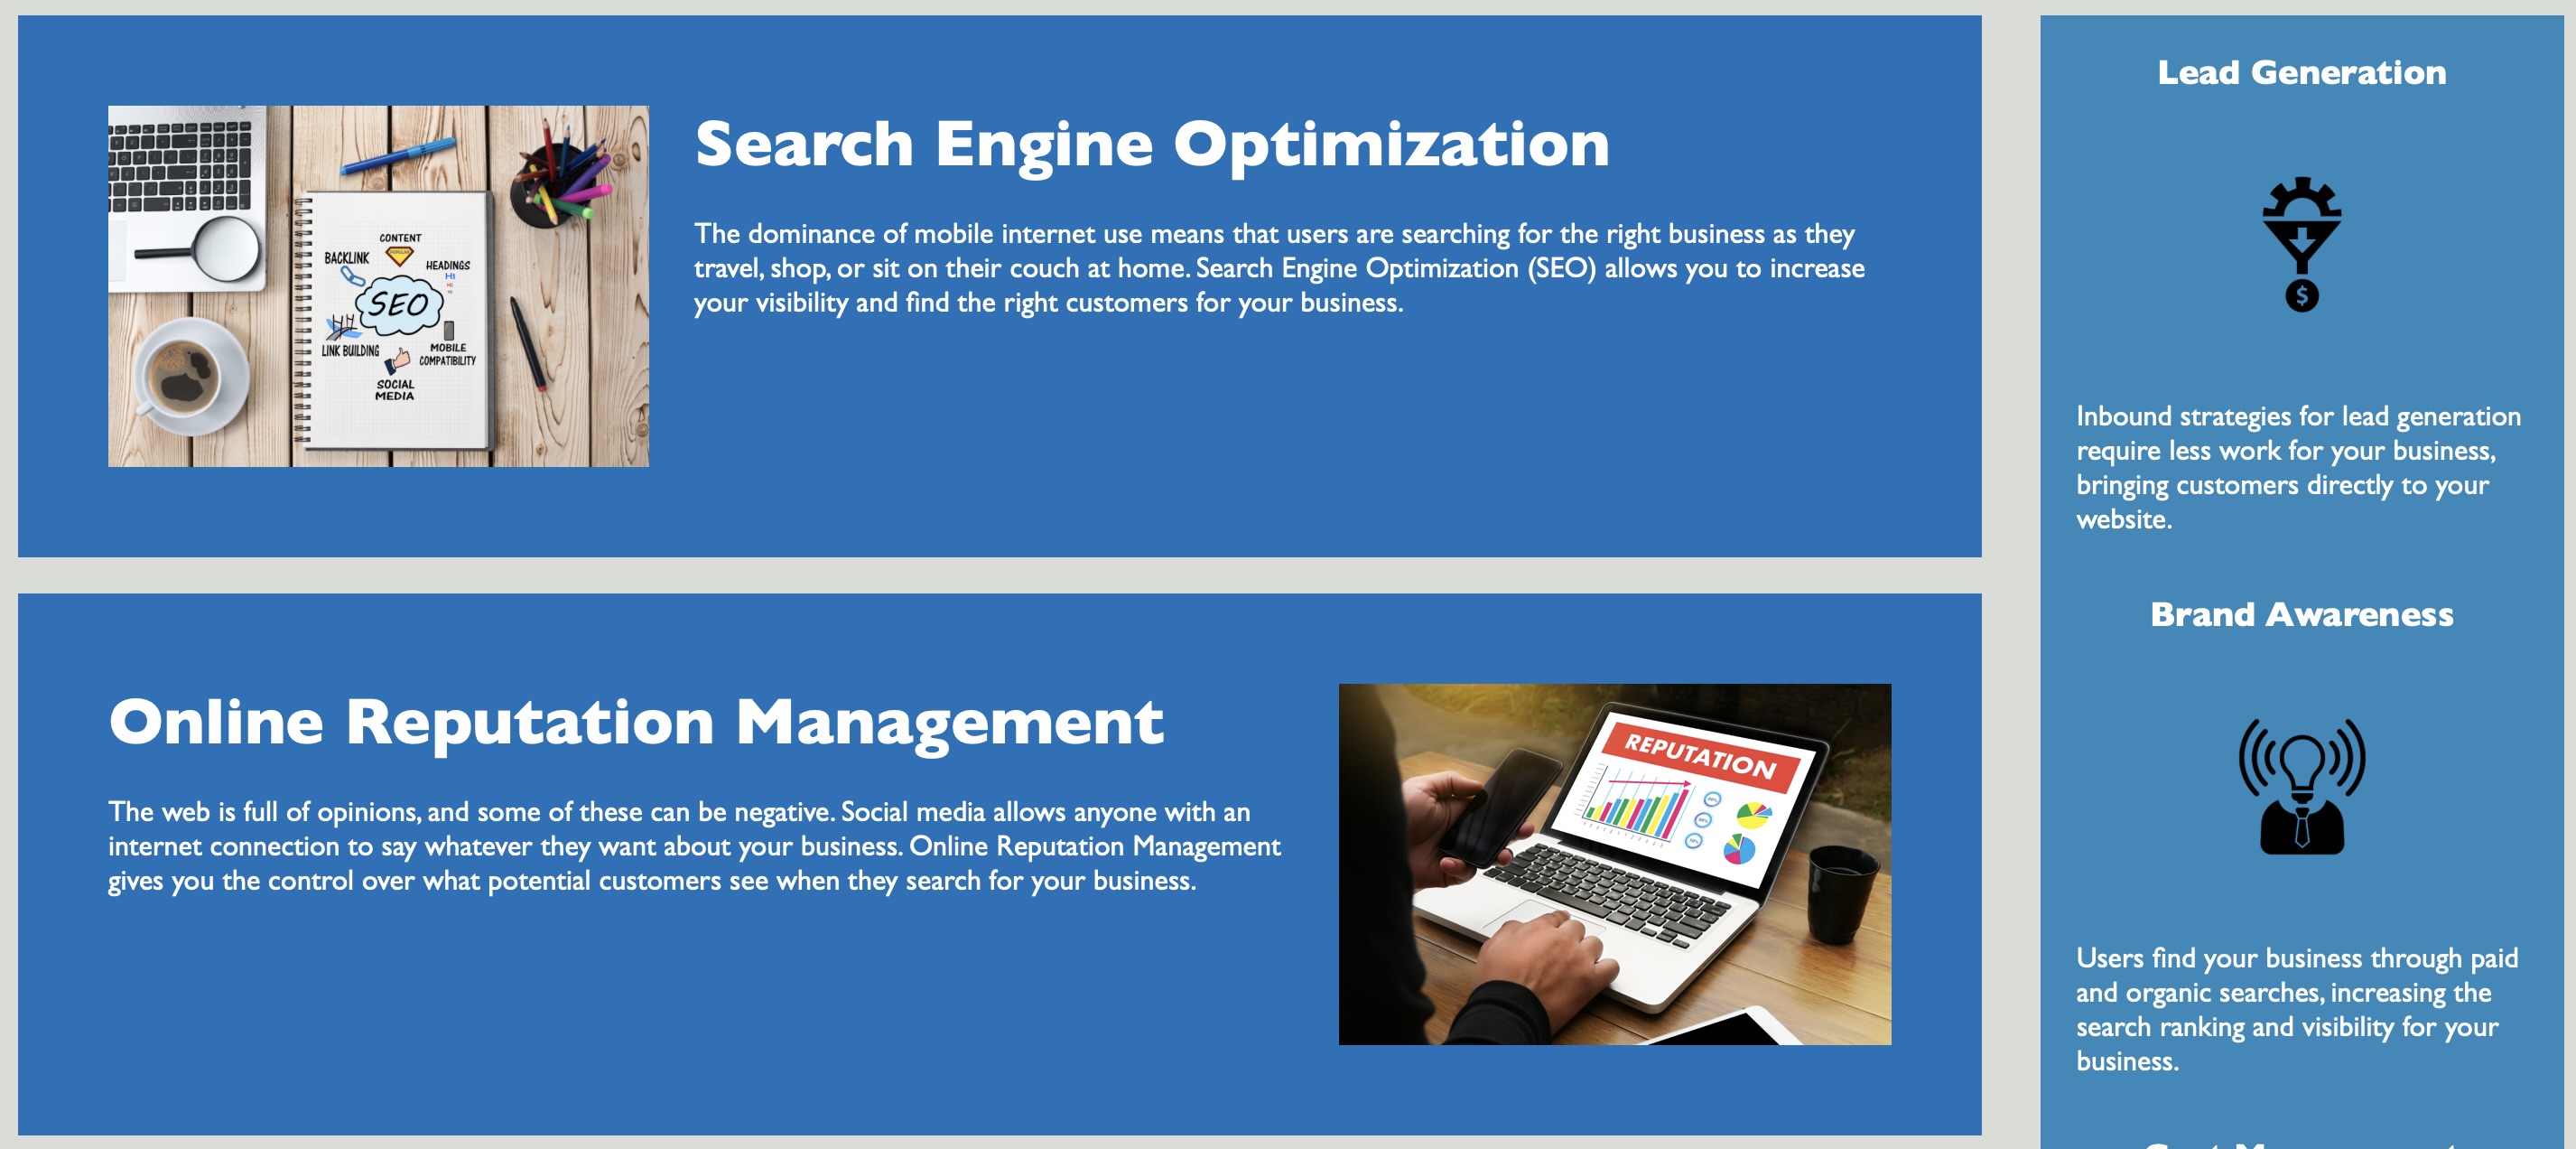 Search Engine Optimization
The dominance of mobile internet use means that users are searching for the right business as they
travel, shop, or sit on their couch at home. Search Engine Optimization (SEO) allows you to increase
your visibility and find the right customers for your business.
CONTENT
BACKLINK
HEADINGS
H1
SEO
LINK BUILDING
MOBILE
COMPATIBILITY
SOCIAL
MEDIA
Online Reputation Management
The web is full of opinions, and some of these can be negative. Social media allows anyone with an
internet connection to say whatever they want about your business. Online Reputation Management
gives you the control over what potential customers see when they search for your business.
REPUTATION
Lead Generation
$
Inbound strategies for lead generation
require less work for your business,
bringing customers directly to your
website.
Brand Awareness
Users find your business through paid
and organic searches, increasing the
search ranking and visibility for your
business.